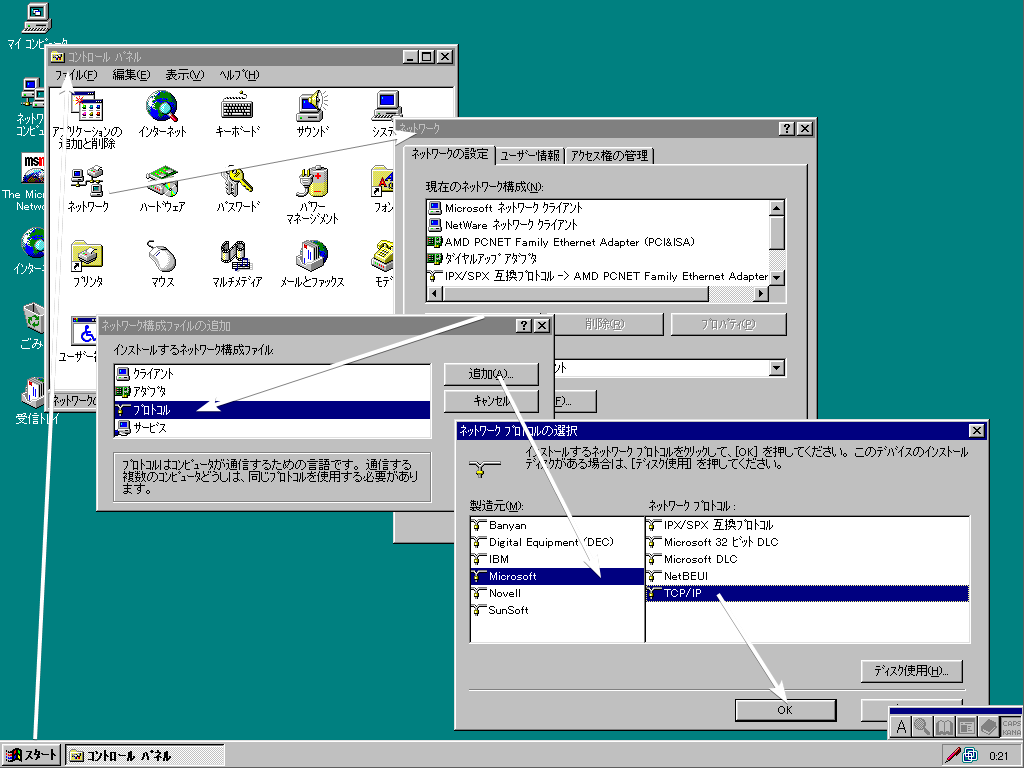 マイ コンピュータ
コントロール パネル
ファイル(F) 編集(E) 表示(V) ヘルプ(H)
アプリケーションの
追加と削除
インターネット
キーボード
サウンド
システ
ネットワーク
ハードウェア
パスワード
パワー
マネージメント
フォン
プリンタ
マウス
マルチメディア
メールとファックス
モデ
ユーザー補
ネットワークの
ネットワ
コンピュ
msn
The Micr
Netwo
インター
ごみ
受信トレイ
ネットワーク
ネットワークの設定 ユーザー情報 アクセス権の管理
現在のネットワーク構成(N):
Microsoft ネットワーク クライアント
NetWare ネットワーク クライアント
AMD PCNET Family Ethernet Adapter (PCI&ISA)
ダイヤルアップ アダプタ
IPX/SPX 互換プロトコル -> AMD PCNET Family Ethernet Adapter
削除(R) プロパティ(P)
ント
F)...
ネットワーク構成ファイルの追加
インストールするネットワーク構成ファイル
クライアント
アダプタ
プロトコル
サービス
追加(A)...
キャンセル
プロトコルはコンピュータが通信するための言語です。通信する
複数のコンピュータどうしは、同じプロトコルを使用する必要があり
ます。
ネットワーク プロトコルの選択
インストールするネットワーク プロトコルをクリックして、[OK] を押してください。このデバイスのインストール
ディスクがある場合は、[ディスク使用] を押してください。
製造元(M):
Banyan
Digital Equipment (DEC)
IBM
Microsoft
Novell
SunSoft
ネットワーク プロトコル :
IPX/SPX 互換プロトコル
Microsoft 32 ビット DLC
Microsoft DLC
NetBEUI
TCP/IP
ディスク使用(H)...
OK
A
CAPS
KANA
スタート
コントロール パネル
0:21